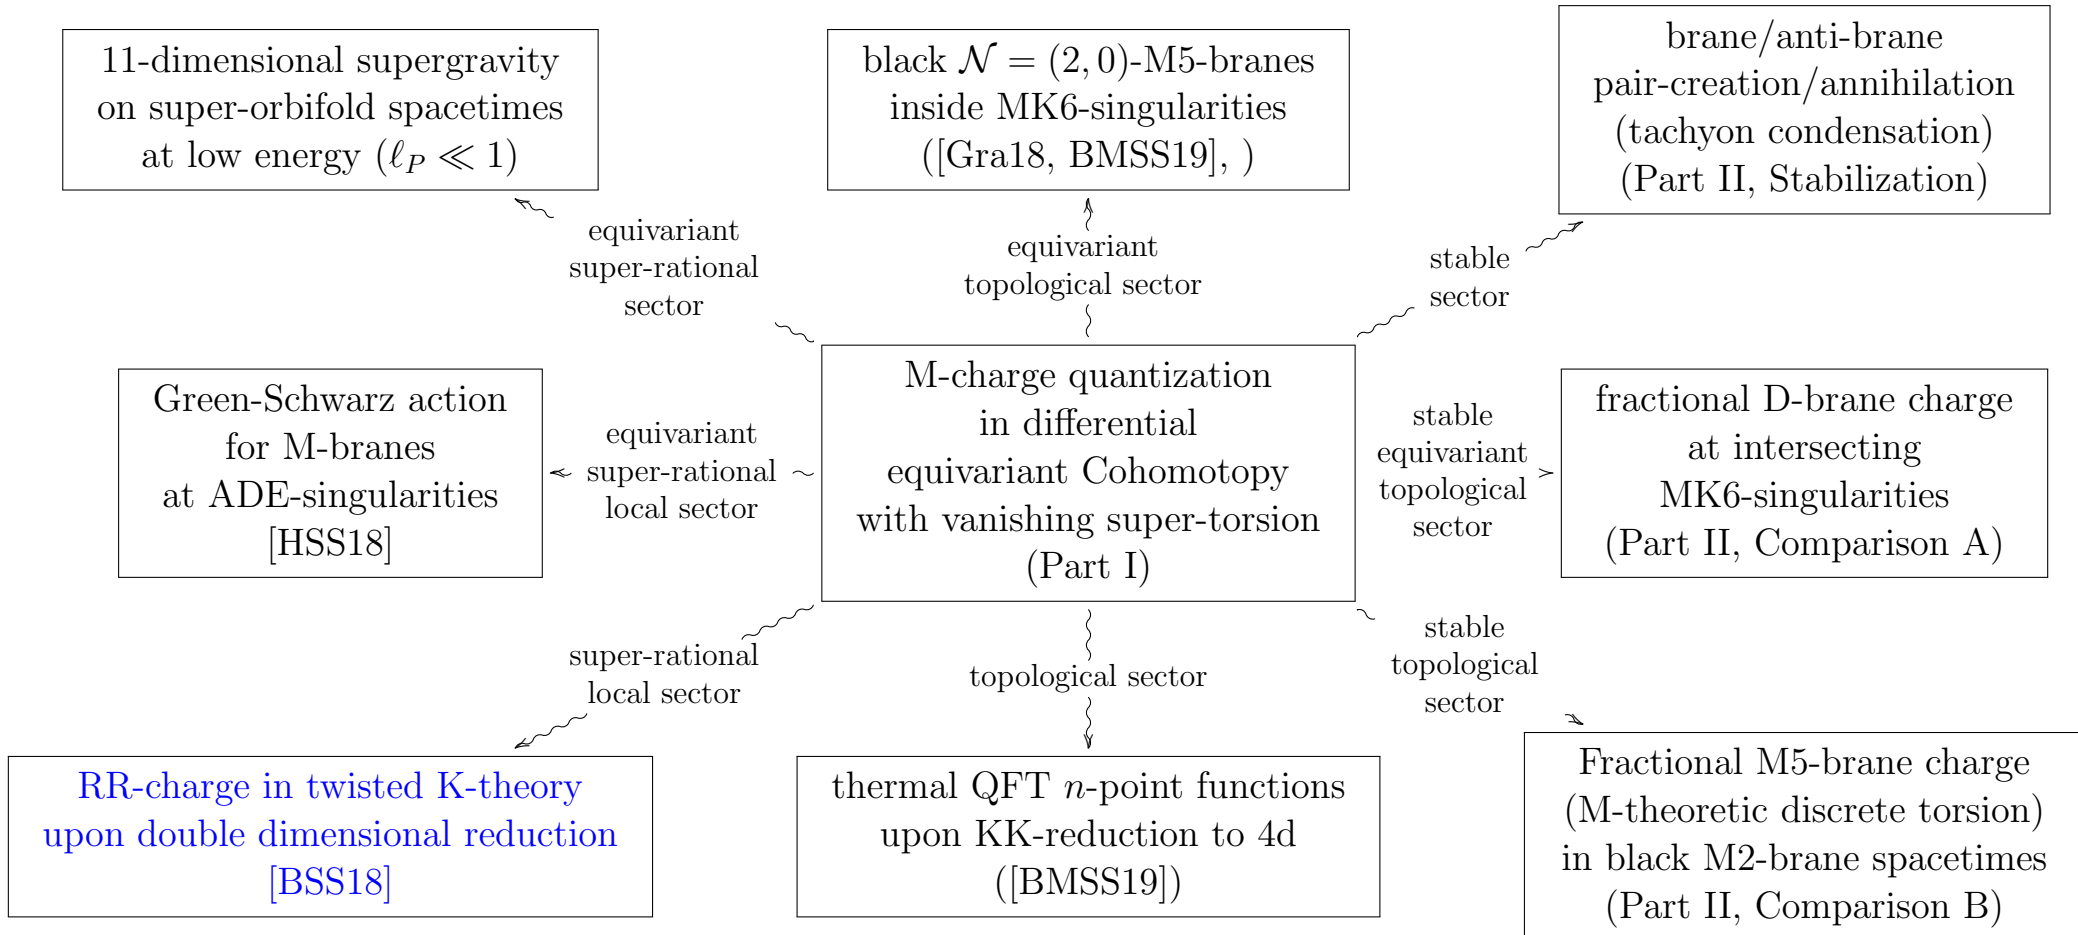 11-dimensional supergravity
on super-orbifold spacetimes
at low energy (ℓ_P ≪ 1)
black 𝒩 = (2, 0)-M5-branes
inside MK6-singularities
([Gra18, BMSS19], )
brane/anti-brane
pair-creation/annihilation
(tachyon condensation)
(Part II, Stabilization)
equivariant
super-rational
sector
equivariant
topological sector
stable
sector
Green-Schwarz action
for M-branes
at ADE-singularities
[HSS18]
equivariant
super-rational
local sector
M-charge quantization
in differential
equivariant Cohomotopy
with vanishing super-torsion
(Part I)
stable
equivariant
topological
sector
fractional D-brane charge
at intersecting
MK6-singularities
(Part II, Comparison A)
super-rational
local sector
topological sector
stable
topological
sector
RR-charge in twisted K-theory
upon double dimensional reduction
[BSS18]
thermal QFT n-point functions
upon KK-reduction to 4d
([BMSS19])
Fractional M5-brane charge
(M-theoretic discrete torsion)
in black M2-brane spacetimes
(Part II, Comparison B)